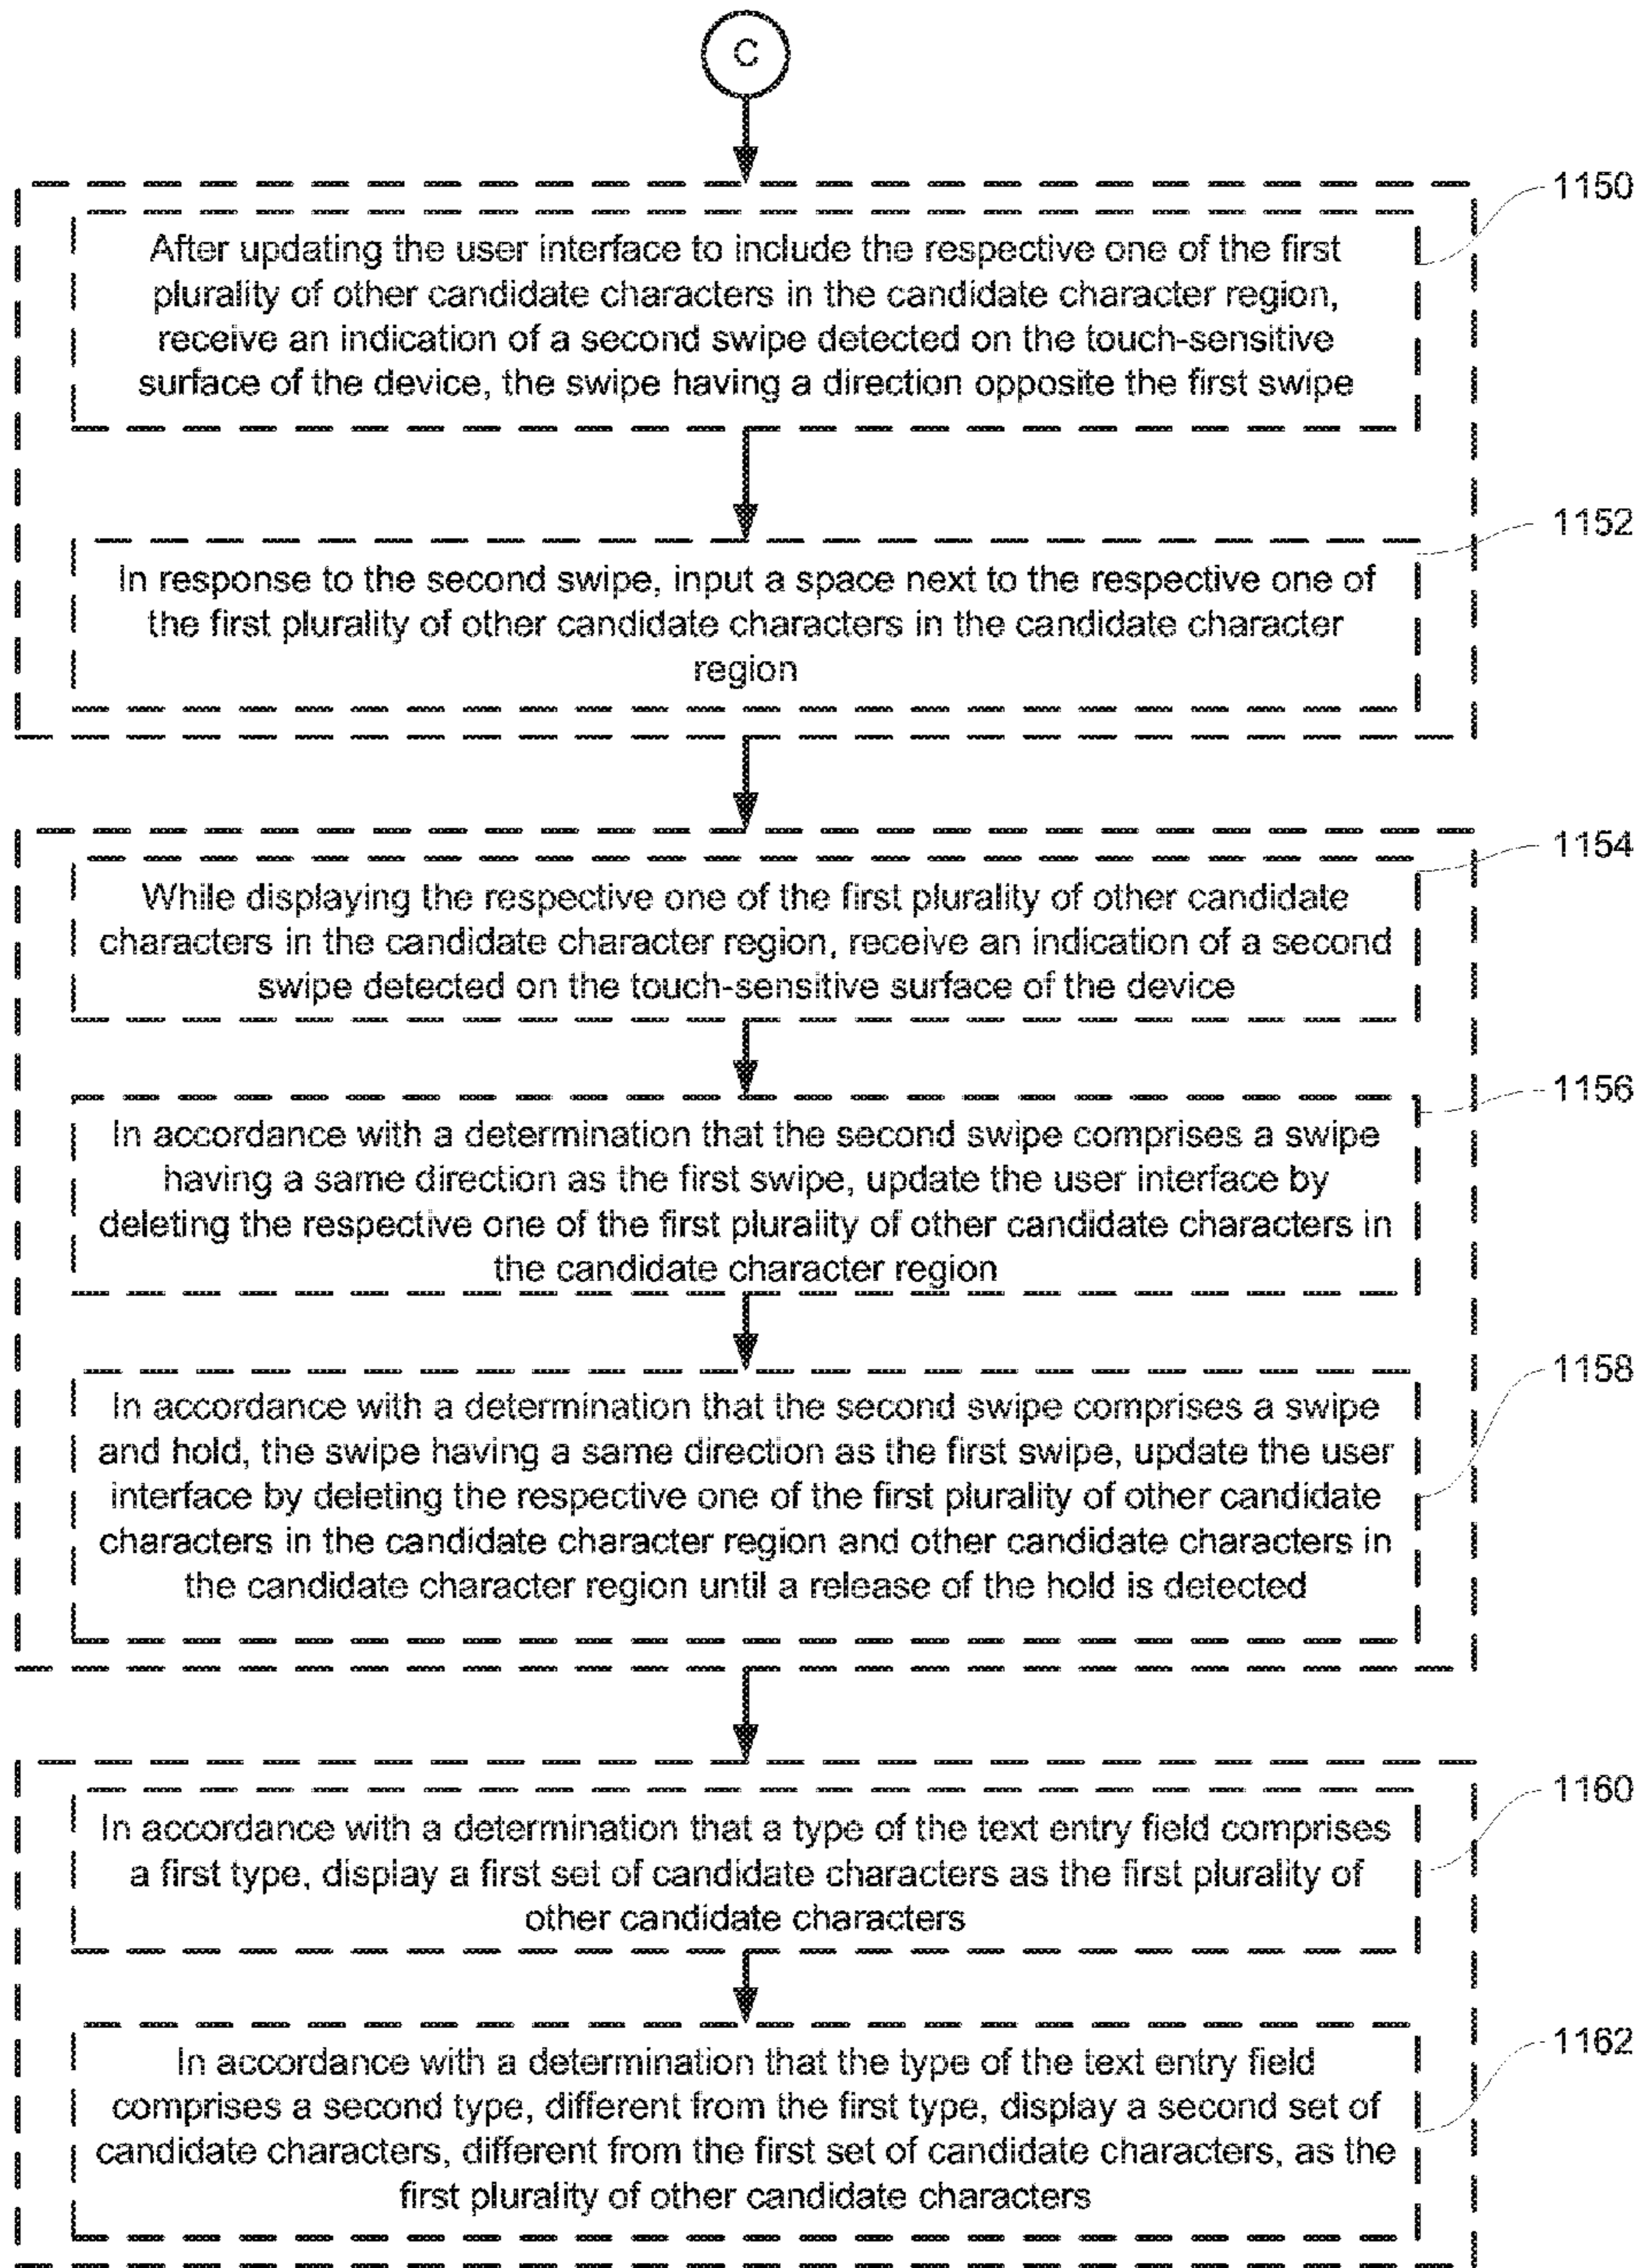 C
1150
After updating the user interface to include the respective one of the first
plurality of other candidate characters in the candidate character region,
receive an indication of a second swipe detected on the touch-sensitive
surface of the device, the swipe having a direction opposite the first swipe
1152
In response to the second swipe, input a space next to the respective one of
the first plurality of other candidate characters in the candidate character
region
1154
While displaying the respective one of the first plurality of other candidate
characters in the candidate character region, receive an indication of a second
swipe detected on the touch-sensitive surface of the device
1156
In accordance with a determination that the second swipe comprises a swipe
having a same direction as the first swipe, update the user interface by
deleting the respective one of the first plurality of other candidate characters in
the candidate character region
1158
In accordance with a determination that the second swipe comprises a swipe
and hold, the swipe having a same direction as the first swipe, update the user
interface by deleting the respective one of the first plurality of other candidate
characters in the candidate character region and other candidate characters in
the candidate character region until a release of the hold is detected
1160
In accordance with a determination that a type of the text entry field comprises
a first type, display a first set of candidate characters as the first plurality of
other candidate characters
1162
In accordance with a determination that the type of the text entry field
comprises a second type, different from the first type, display a second set of
candidate characters, different from the first set of candidate characters, as the
first plurality of other candidate characters